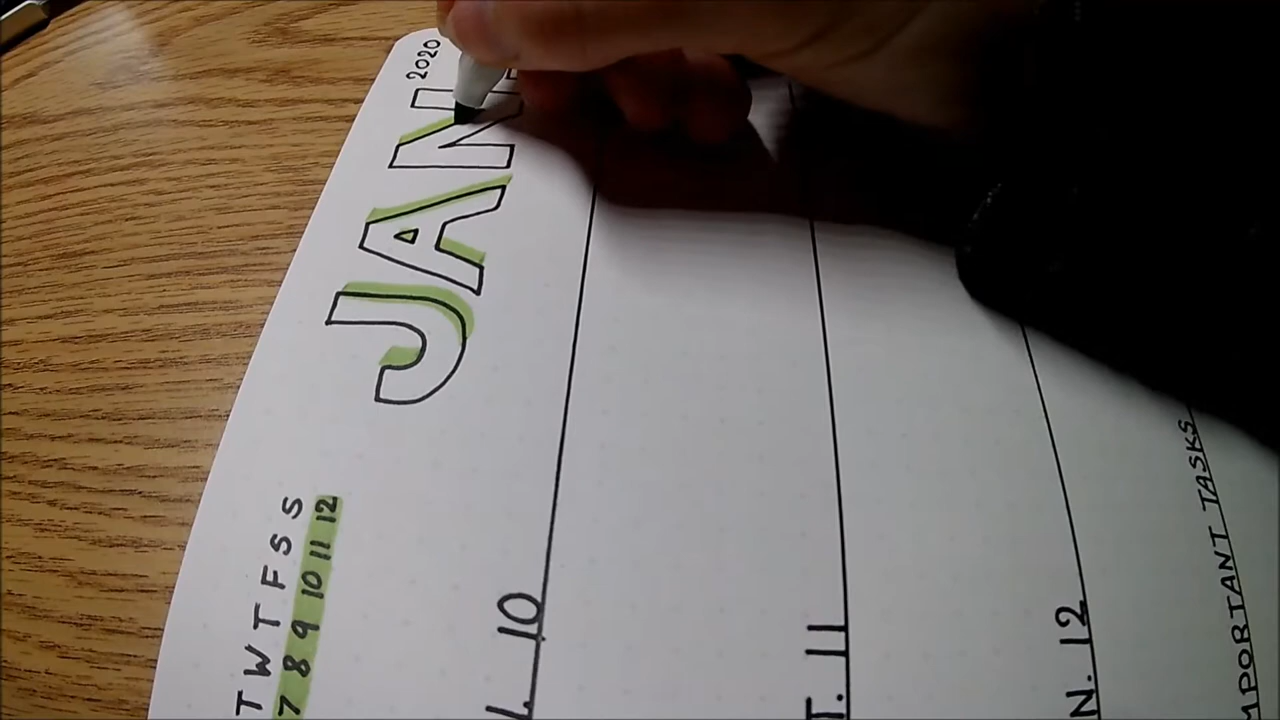 2020
JAN.
T W T F S S
7 8 9 10 11 12
10
T. 11
N. 12
IMPORTANT TASKS